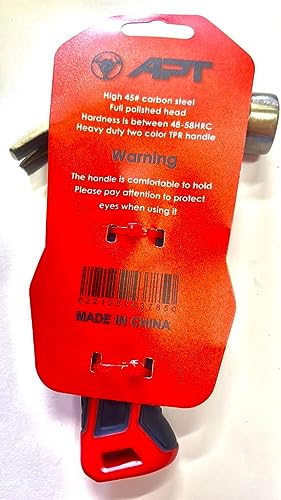 APT
High 45# carbon steel
Full polished head
Hardness is between 48-58HRC
Heavy duty two color TPR handle
Warning
The handle is comfortable to hold
Please pay attention to protect
eyes when using it
MADE IN CHINA